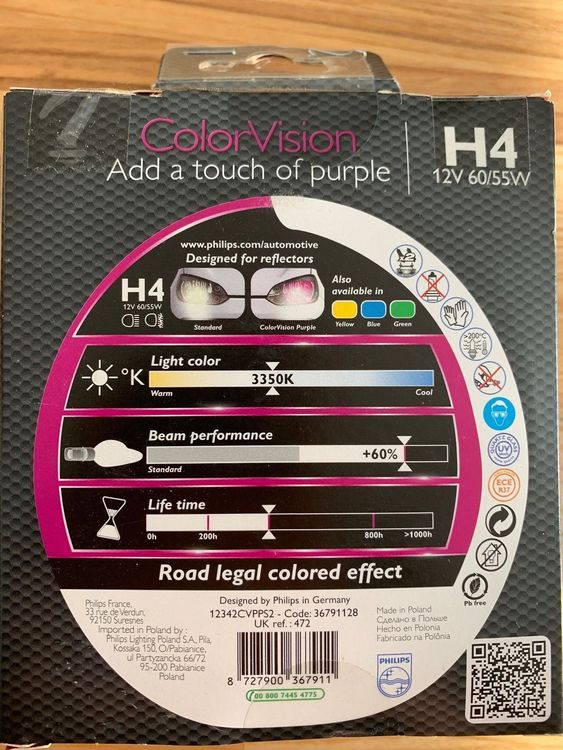 ColorVision
Add a touch of purple
H4
12V 60/55W
www.philips.com/automotive
Designed for reflectors
H4
12V 60/55W
Standard
ColorVision Purple
Also
available in
Yellow
Blue
Green
>200°C
Light color
°K
3350K
Warm
Cool
Beam performance
+60%
Standard
QUARTZ GLASS
UV
ECE
R37
Life time
0h
200h
800h
>1000h
Road legal colored effect
Pb free
Philips France,
33 rue de Verdun,
92150 Suresnes
Imported in Poland by :
Philips Lighting Poland S.A., Pila,
Kossaka 150, O/Pabianice,
ul Partyzancka 66/72
95-200 Pabianice
Poland
Designed by Philips in Germany
12342CVPPS2 - Code: 36791128
UK ref.: 472
8 727900 367911
00 800 7445 4775
Made in Poland
Сделано в Польше
Hecho en Polonia
Fabricado na Polônia
PHILIPS